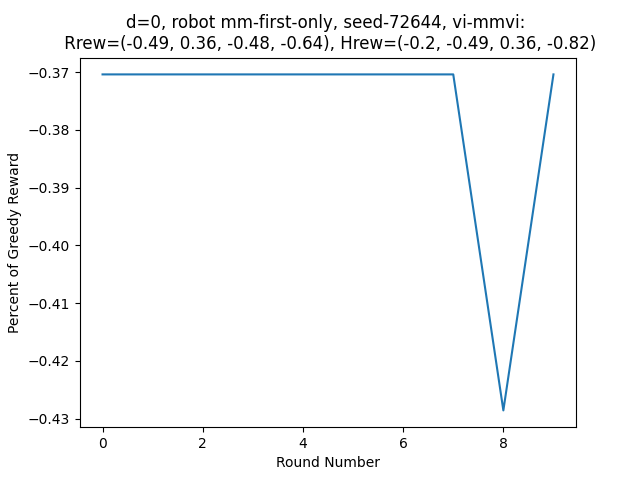 d=0, robot mm-first-only, seed-72644, vi-mmvi:
Rrew=(-0.49, 0.36, -0.48, -0.64), Hrew=(-0.2, -0.49, 0.36, -0.82)
−0.37
−0.38
−0.39
−0.40
−0.41
−0.42
−0.43
Percent of Greedy Reward
0 2 4 6 8
Round Number